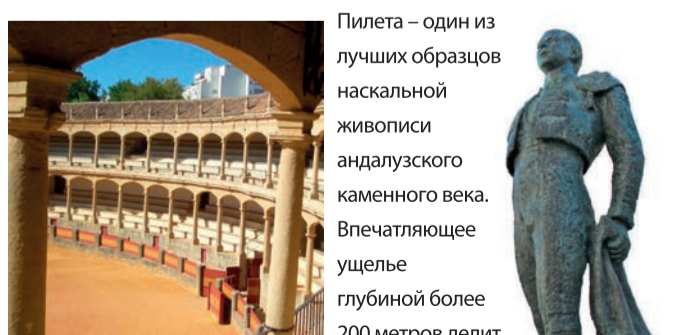 Пилета – один из
лучших образцов
наскальной
живописи
андалузского
каменного века.
Впечатляющее
ущелье
глубиной более
200 метров делит